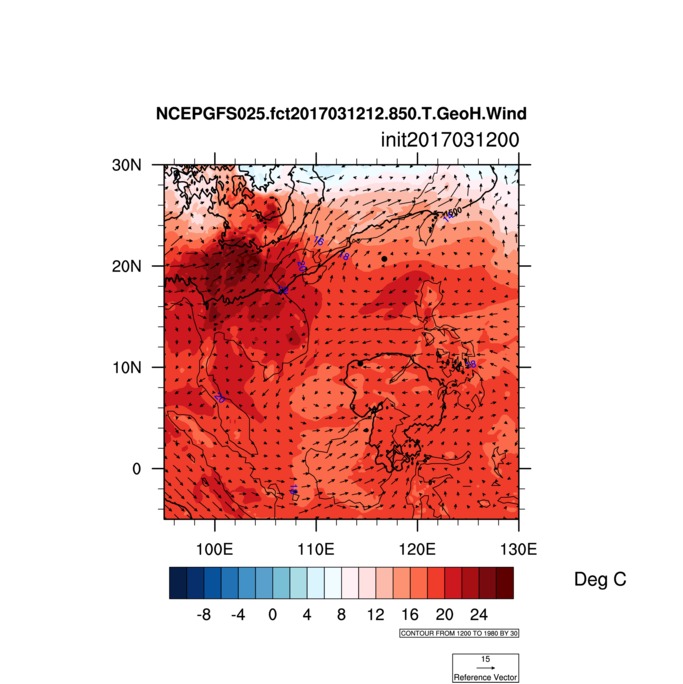 NCEPGFS025.fct2017031212.850.T.GeoH.Wind
init2017031200
30N
1500
20N
10N
0
100E 110E 120E 130E
-8 -4 0 4 8 12 16 20 24
Deg C
CONTOUR FROM 1200 TO 1980 BY 30
15
Reference Vector